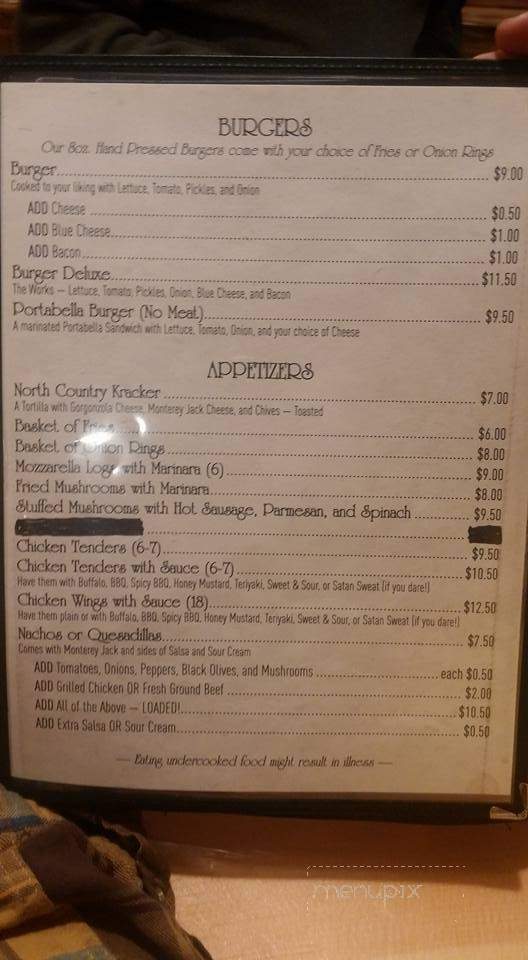 BURGERS
Our 8oz. Hand Pressed Burgers come with your choice of Fries or Onion Rings
Burger.......... $9.00
Cooked to your liking with Lettuce, Tomato, Pickles, and Onion
ADD Cheese .......... $0.50
ADD Blue Cheese.......... $1.00
ADD Bacon.......... $1.00
Burger Deluxe.......... $11.50
The Works – Lettuce, Tomato, Pickles, Onion, Blue Cheese, and Bacon
Portabella Burger (No Meat).......... $9.50
A marinated Portabella Sandwich with Lettuce, Tomato, Onion, and your choice of Cheese
APPETIZERS
North Country Kracker .......... $7.00
A Tortilla with Gorgonzola Cheese, Monterey Jack Cheese, and Chives – Toasted
Basket of Fries.......... $6.00
Basket of Onion Rings.......... $8.00
Mozzarella Logs with Marinara (6).......... $9.00
Fried Mushrooms with Marinara.......... $8.00
Stuffed Mushrooms with Hot Sausage, Parmesan, and Spinach .......... $9.50
Chicken Tenders (6-7).......... $9.50
Chicken Tenders with Sauce (6-7).......... $10.50
Have them with Buffalo, BBQ, Spicy BBQ, Honey Mustard, Teriyaki, Sweet & Sour, or Satan Sweat (if you dare!)
Chicken Wings with Sauce (18).......... $12.50
Have them plain or with Buffalo, BBQ, Spicy BBQ, Honey Mustard, Teriyaki, Sweet & Sour, or Satan Sweat (if you dare!)
Nachos or Quesadillas.......... $7.50
Comes with Monterey Jack and sides of Salsa and Sour Cream
ADD Tomatoes, Onions, Peppers, Black Olives, and Mushrooms .......... each $0.50
ADD Grilled Chicken OR Fresh Ground Beef .......... $2.00
ADD All of the Above – LOADED!.......... $10.50
ADD Extra Salsa OR Sour Cream.......... $0.50
— Eating undercooked food might result in illness —
menupix